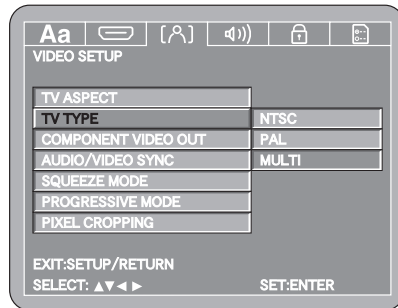 Aa
VIDEO SETUP
TV ASPECT
TV TYPE NTSC
COMPONENT VIDEO OUT PAL
AUDIO/VIDEO SYNC MULTI
SQUEEZE MODE
PROGRESSIVE MODE
PIXEL CROPPING
EXIT:SETUP/RETURN
SELECT: ▲▼◄ ► SET:ENTER